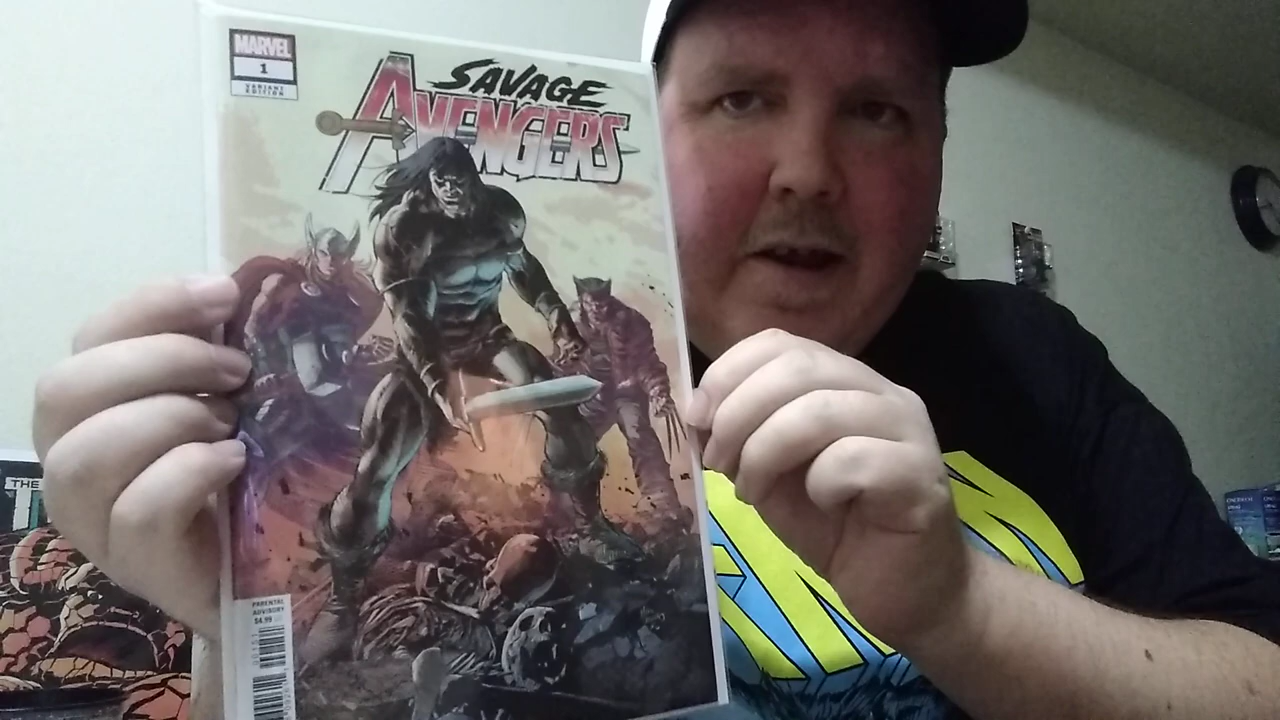 MARVEL
1
VARIANT
EDITION
SAVAGE
AVENGERS
THE
PARENTAL
ADVISORY
$4.99